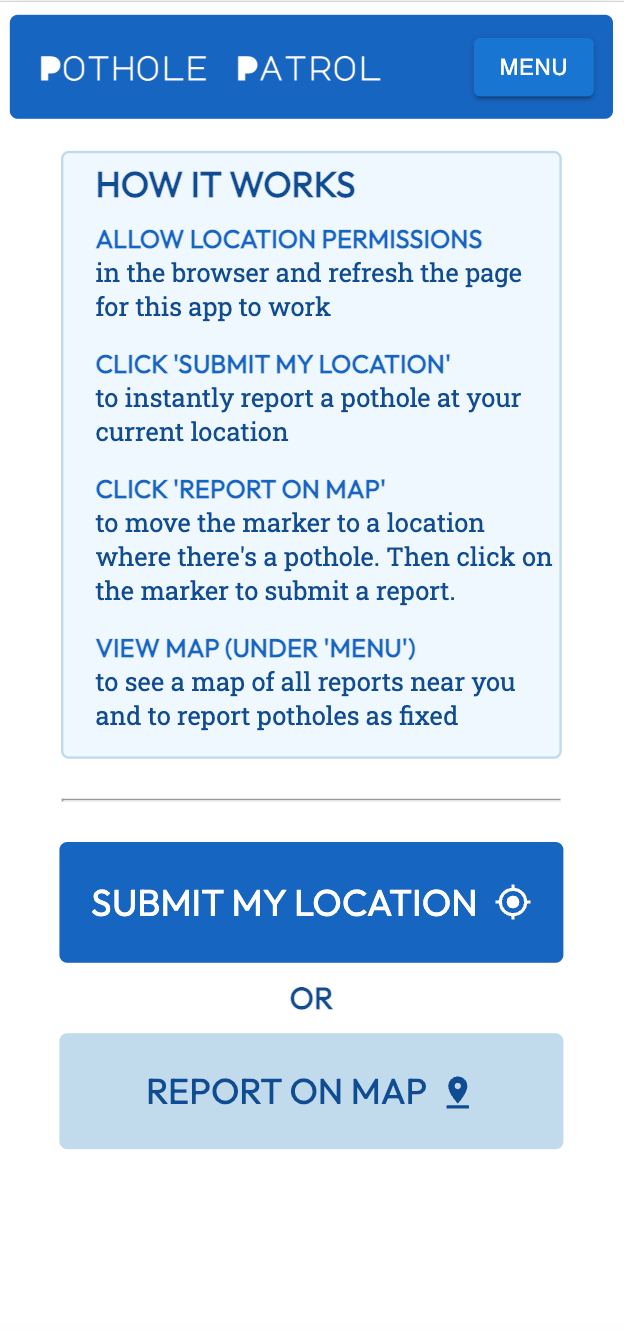 POTHOLE PATROL
MENU
HOW IT WORKS
ALLOW LOCATION PERMISSIONS
in the browser and refresh the page
for this app to work
CLICK 'SUBMIT MY LOCATION'
to instantly report a pothole at your
current location
CLICK 'REPORT ON MAP'
to move the marker to a location
where there's a pothole. Then click on
the marker to submit a report.
VIEW MAP (UNDER 'MENU')
to see a map of all reports near you
and to report potholes as fixed
SUBMIT MY LOCATION
OR
REPORT ON MAP